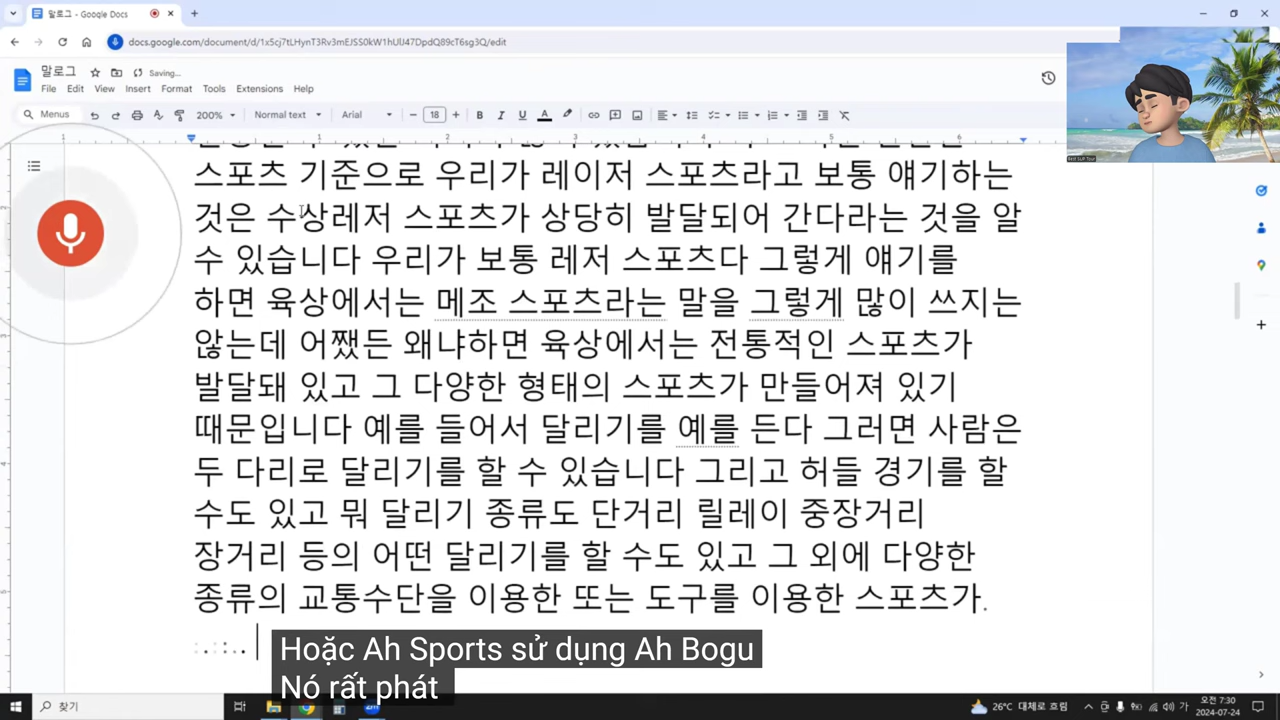 말로그 - Google Docs
docs.google.com/document/d/1x5cj7tLHynT3Rv3mEJSS0kW1hUlJ47DpdQ89cT6sg3Q/edit
말로그 Saving...
File Edit View Insert Format Tools Extensions Help
Menus 200% Normal text Arial 18 B I U A
1 1 2 3 4 5 6
스포츠 기준으로 우리가 레이저 스포츠라고 보통 얘기하는
것은 수상레저 스포츠가 상당히 발달되어 간다라는 것을 알
수 있습니다 우리가 보통 레저 스포츠다 그렇게 얘기를
하면 육상에서는 메조 스포츠라는 말을 그렇게 많이 쓰지는
않는데 어쨌든 왜냐하면 육상에서는 전통적인 스포츠가
발달돼 있고 그 다양한 형태의 스포츠가 만들어져 있기
때문입니다 예를 들어서 달리기를 예를 든다 그러면 사람은
두 다리로 달리기를 할 수 있습니다 그리고 허들 경기를 할
수도 있고 뭐 달리기 종류도 단거리 릴레이 중장거리
장거리 등의 어떤 달리기를 할 수도 있고 그 외에 다양한
종류의 교통수단을 이용한 또는 도구를 이용한 스포츠가.
Hoặc Ah Sports sử dụng Ah Bogu
Nó rất phát
찾기
26°C 대체로 흐림
가
오전 7:30
2024-07-24